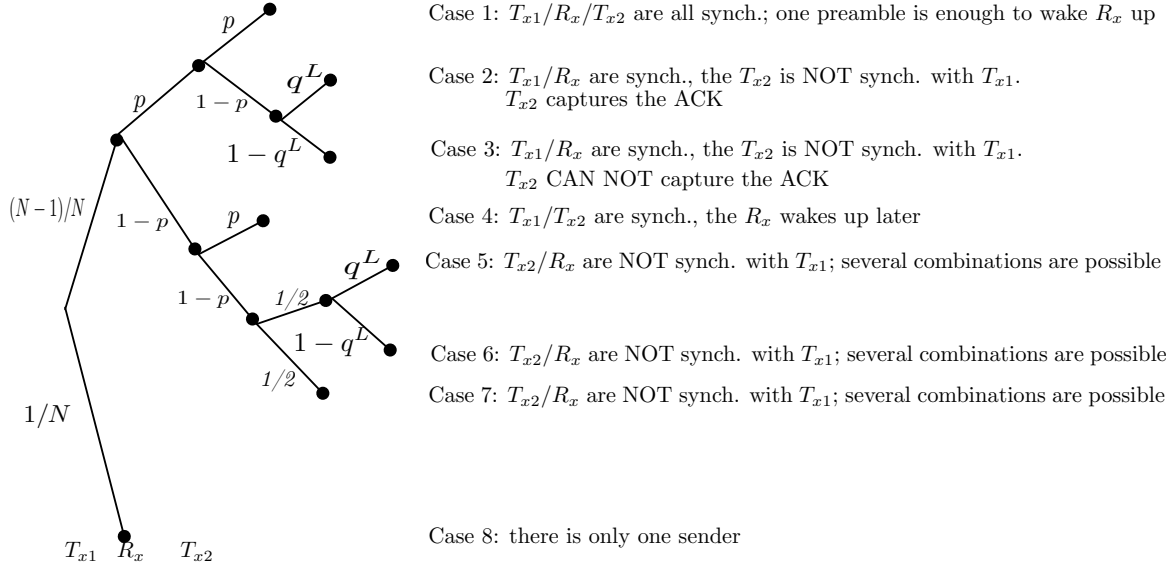 p
Case 1: T_{x1}/R_x/T_{x2} are all synch.; one preamble is enough to wake R_x up
q^L
Case 2: T_{x1}/R_x are synch., the T_{x2} is NOT synch. with T_{x1}.
p
1 − p
T_{x2} captures the ACK
1 − q^L
Case 3: T_{x1}/R_x are synch., the T_{x2} is NOT synch. with T_{x1}.
T_{x2} CAN NOT capture the ACK
(N − 1)/N
1 − p
p
Case 4: T_{x1}/T_{x2} are synch., the R_x wakes up later
q^L
Case 5: T_{x2}/R_x are NOT synch. with T_{x1}; several combinations are possible
1 − p
1/2
1 − q^L
Case 6: T_{x2}/R_x are NOT synch. with T_{x1}; several combinations are possible
1/2
Case 7: T_{x2}/R_x are NOT synch. with T_{x1}; several combinations are possible
1/N
Case 8: there is only one sender
T_{x1} R_x T_{x2}